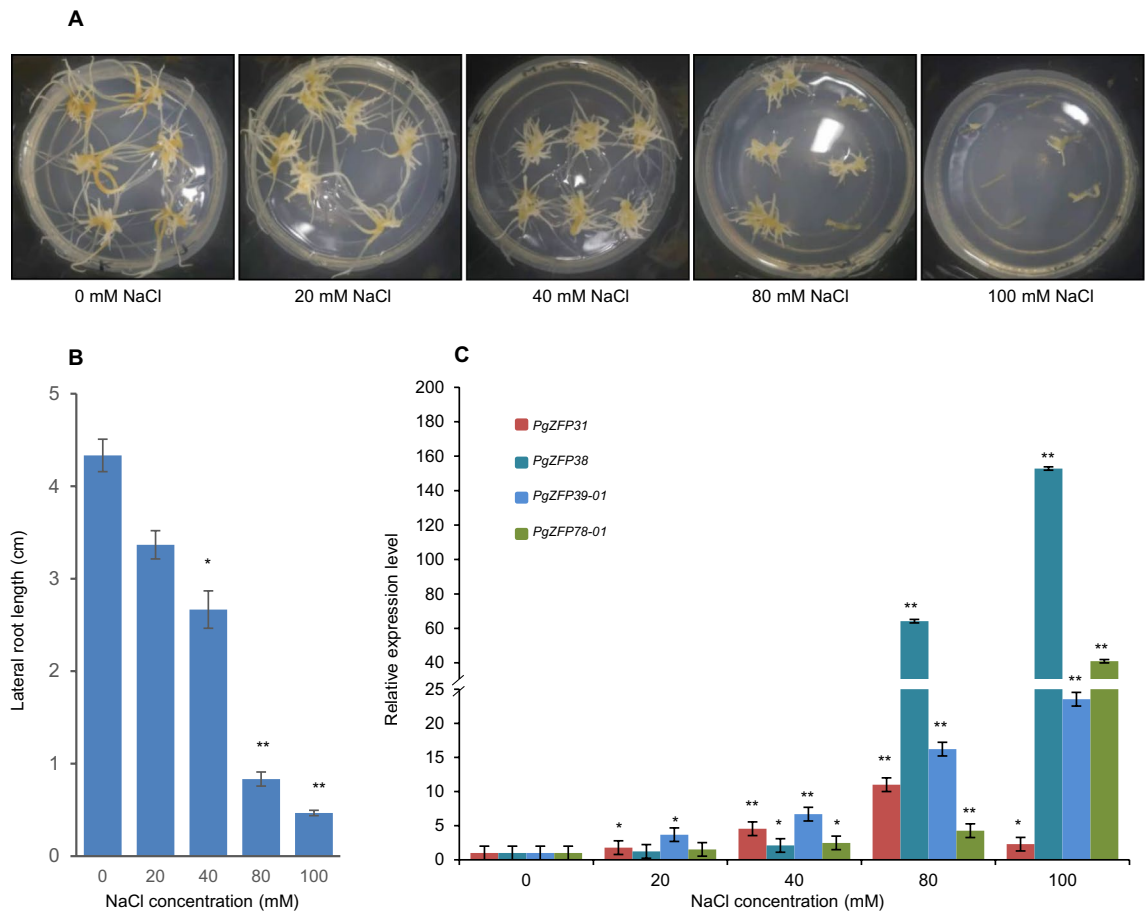 A
0 mM NaCl 20 mM NaCl 40 mM NaCl 80 mM NaCl 100 mM NaCl
B
Lateral root length (cm)
5
4
3
2
1
0
*
**
**
0 20 40 80 100
NaCl concentration (mM)
C
Relative expression level
200
180
160
140
120
100
80
60
40
25
20
15
10
5
0
PgZFP31
PgZFP38
PgZFP39-01
PgZFP78-01
* *
** * ** *
** ** ** **
* ** ** **
0 20 40 80 100
NaCl concentration (mM)